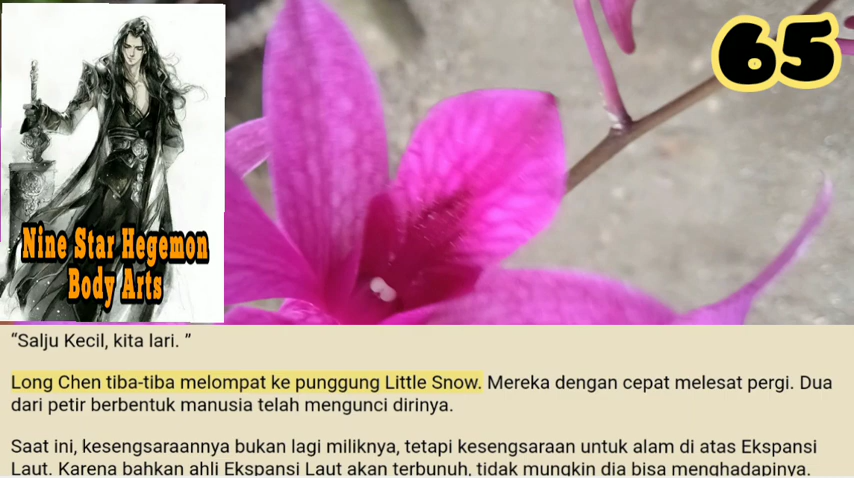 65
Nine Star Hegemon
Body Arts
“Salju Kecil, kita lari. ”
Long Chen tiba-tiba melompat ke punggung Little Snow. Mereka dengan cepat melesat pergi. Dua
dari petir berbentuk manusia telah mengunci dirinya.
Saat ini, kesengsaraannya bukan lagi miliknya, tetapi kesengsaraan untuk alam di atas Ekspansi
Laut. Karena bahkan ahli Ekspansi Laut akan terbunuh, tidak mungkin dia bisa menghadapinya.